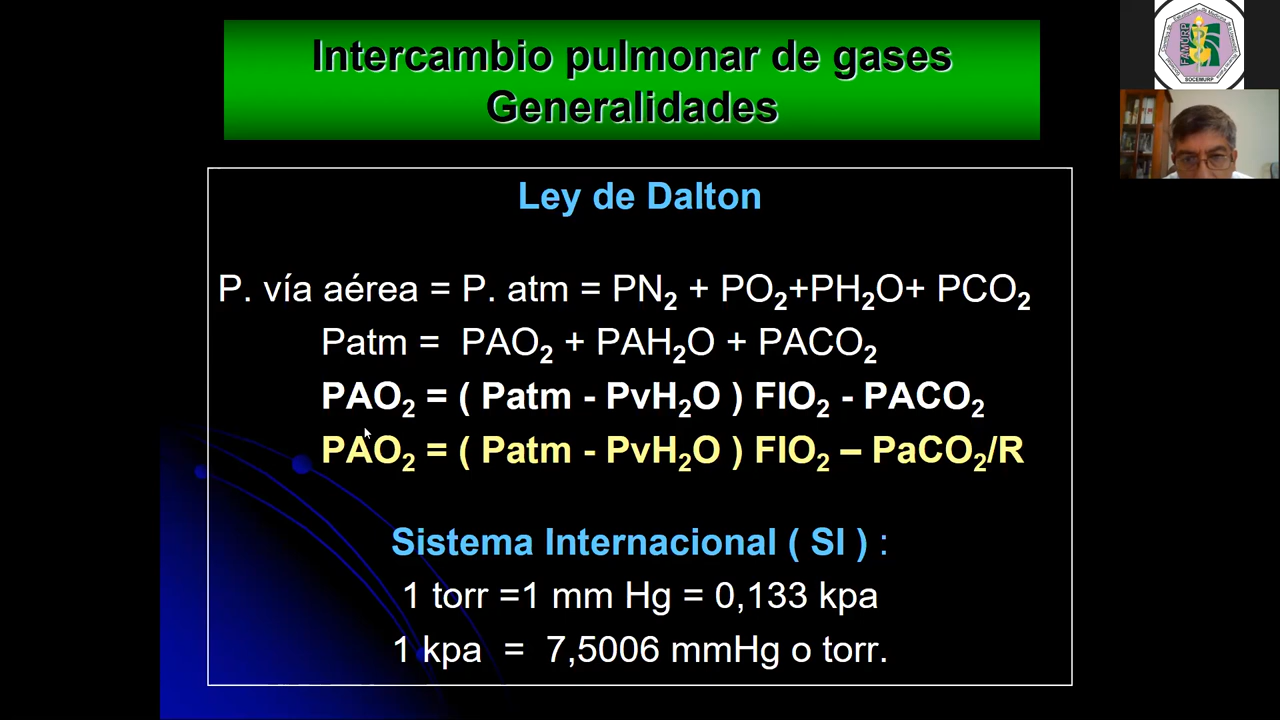 Intercambio pulmonar de gases
Generalidades
Ley de Dalton
P. vía aérea = P. atm = PN₂ + PO₂+PH₂O+ PCO₂
Patm = PAO₂ + PAH₂O + PACO₂
PAO₂ = ( Patm - PvH₂O ) FIO₂ - PACO₂
PAO₂ = ( Patm - PvH₂O ) FIO₂ – PaCO₂/R
Sistema Internacional ( SI ) :
1 torr =1 mm Hg = 0,133 kpa
1 kpa = 7,5006 mmHg o torr.
FAMURP
SOCEMURP